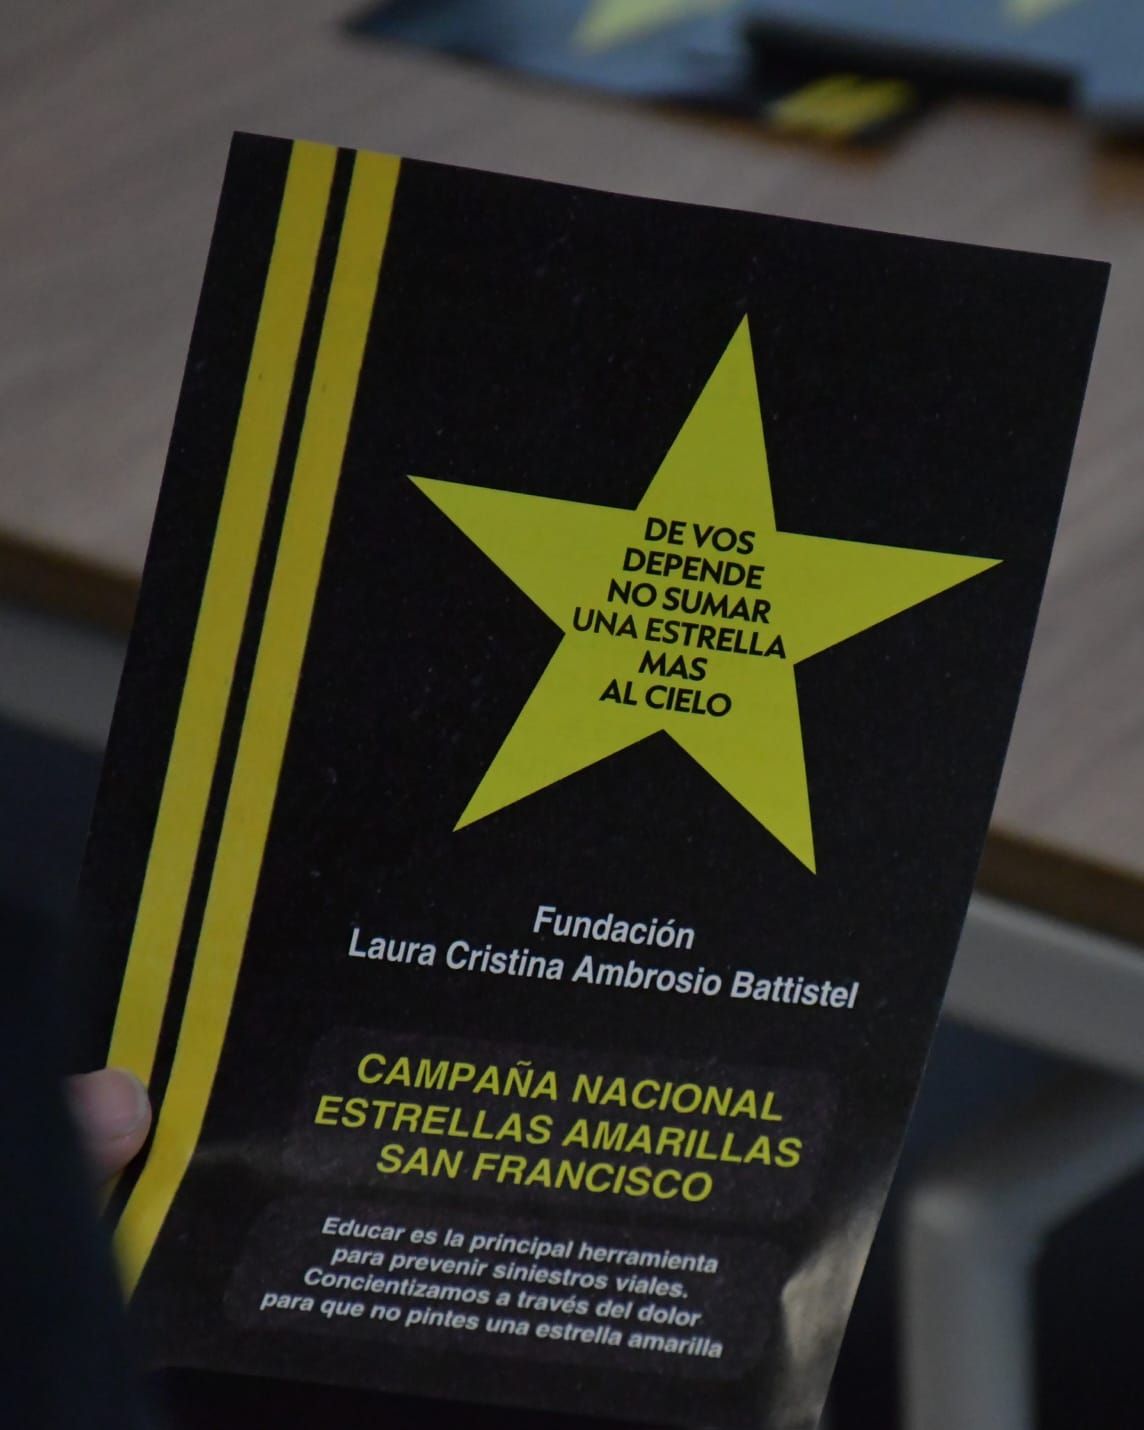 DE VOS
DEPENDE
NO SUMAR
UNA ESTRELLA
MAS
AL CIELO
Fundación
Laura Cristina Ambrosio Battistel
CAMPAÑA NACIONAL
ESTRELLAS AMARILLAS
SAN FRANCISCO
Educar es la principal herramienta
para prevenir siniestros viales.
Concientizamos a través del dolor
para que no pintes una estrella amarilla